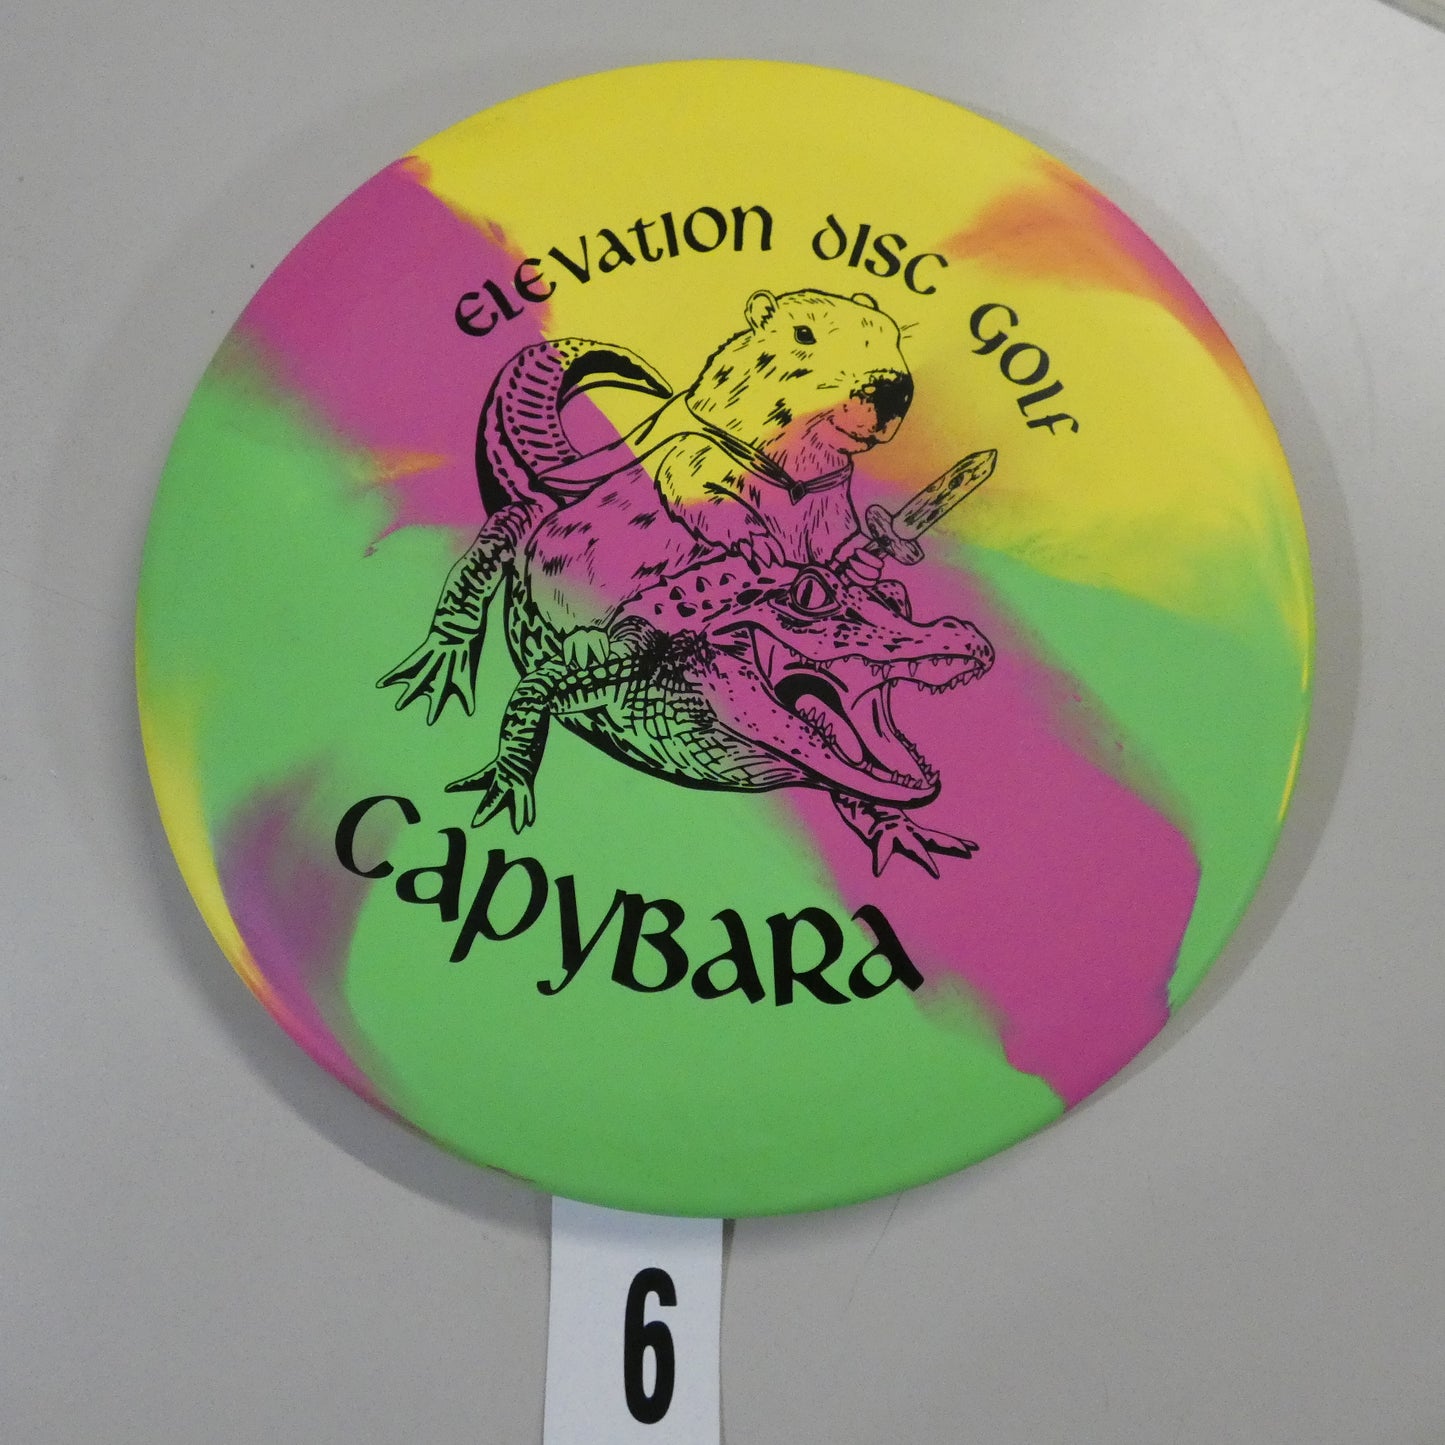 ELEVATION DISC GOLF
CAPYBARA
6